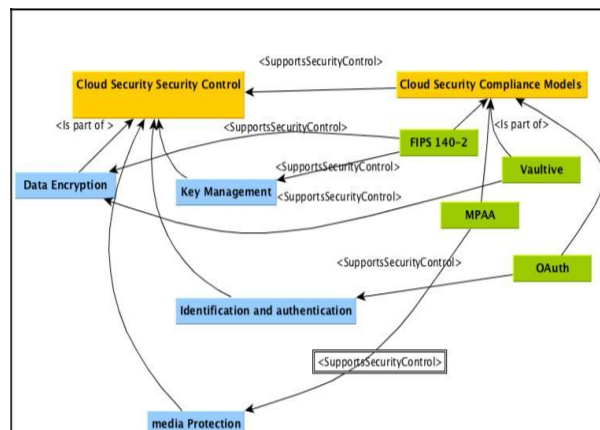 <SupportsSecurityControl>
Cloud Security Security Control
Cloud Security Compliance Models
<Is part of >
<SupportsSecurityControl>
<Is part of >
FIPS 140-2
<SupportsSecurityControl>
Vaultive
Data Encryption
Key Management
<SupportsSecurityControl>
MPAA
<SupportsSecurityControl>
OAuth
Identification and authentication
<SupportsSecurityControl>
media Protection